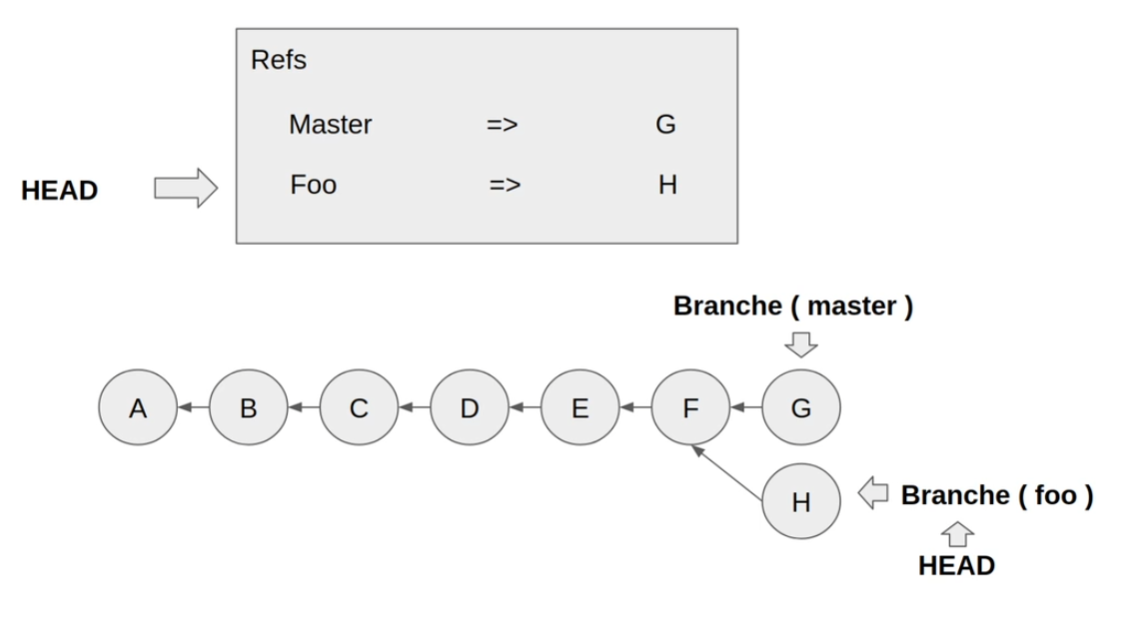 Refs
Master => G
HEAD Foo => H
Branche ( master )
A B C D E F G
H Branche ( foo )
HEAD